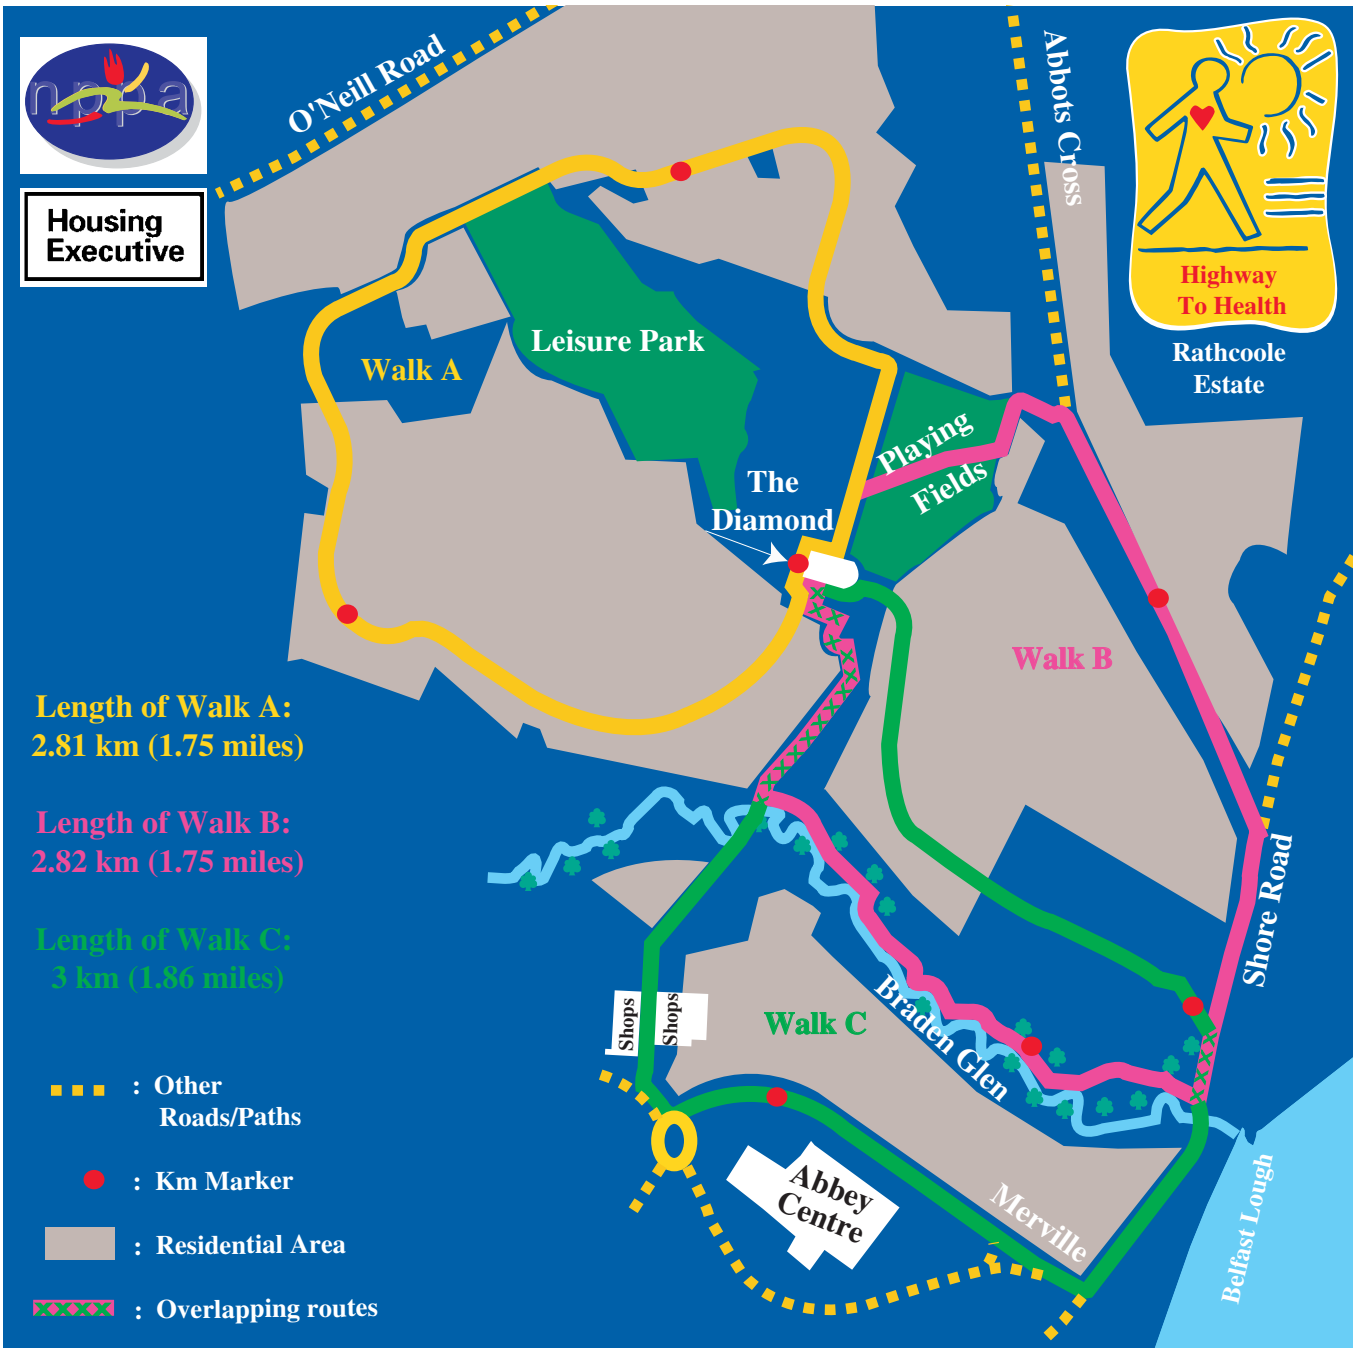 nppa
Housing
Executive
O'Neill Road
Abbots Cross
Highway
To Health
Rathcoole
Estate
Leisure Park
Walk A
Playing
Fields
The
Diamond
Walk B
Length of Walk A:
2.81 km (1.75 miles)
Length of Walk B:
2.82 km (1.75 miles)
Length of Walk C:
3 km (1.86 miles)
Shore Road
Shops
Shops
Walk C
Braden Glen
Abbey
Centre
Merville
Belfast Lough
: Other
Roads/Paths
: Km Marker
: Residential Area
: Overlapping routes